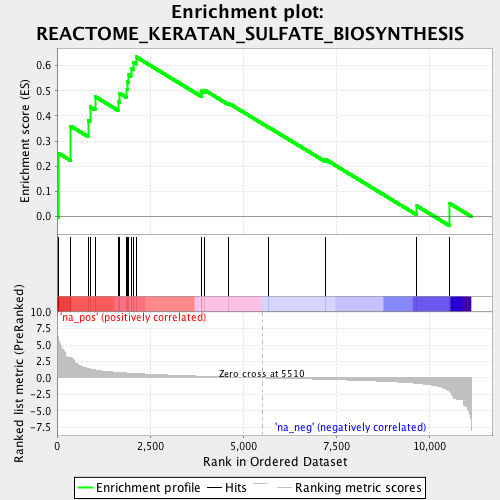 Enrichment plot:
REACTOME_KERATAN_SULFATE_BIOSYNTHESIS
Enrichment score (ES)
0.6
0.5
0.4
0.3
0.2
0.1
0.0
Ranked list metric (PreRanked)
10.0
7.5
5.0
2.5
0.0
-2.5
-5.0
-7.5
'na_pos' (positively correlated)
Zero cross at 5510
'na_neg' (negatively correlated)
0
2,500
5,000
7,500
10,000
Rank in Ordered Dataset
Enrichment profile
Hits
Ranking metric scores